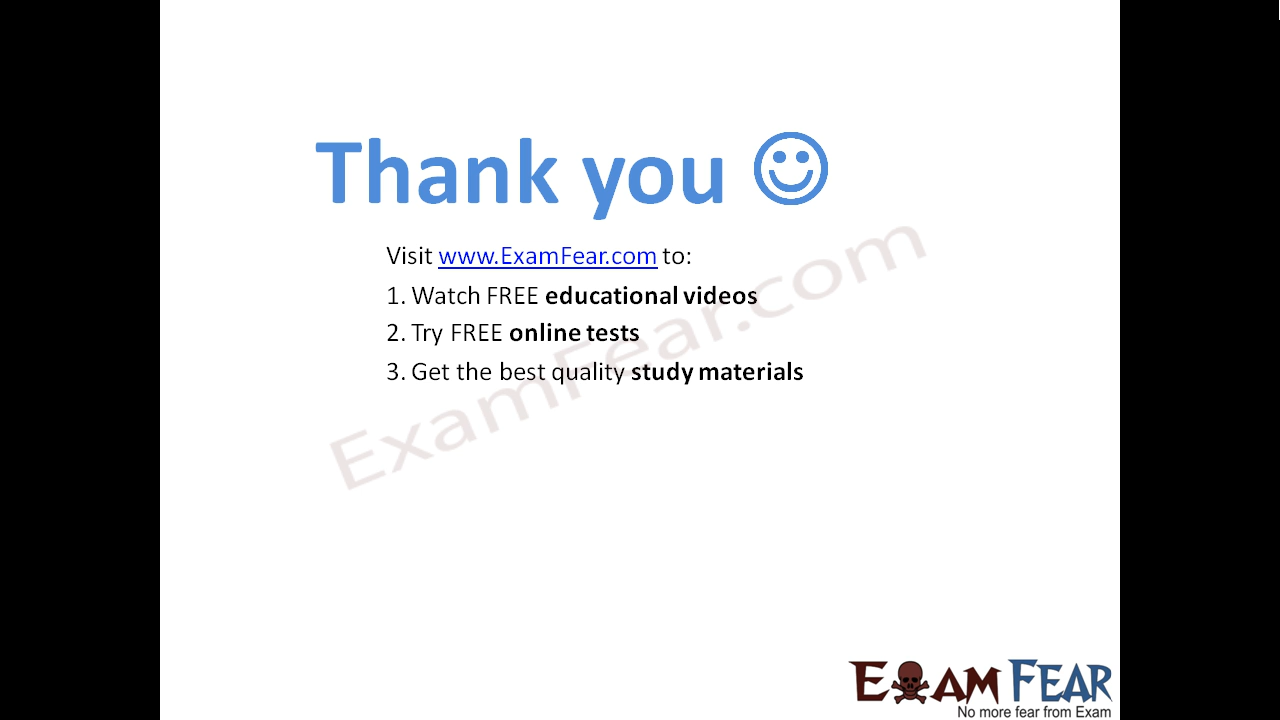 Thank you ☺
Visit www.ExamFear.com to:
1. Watch FREE educational videos
2. Try FREE online tests
3. Get the best quality study materials
ExamFear.com
EXAM FEAR
No more fear from Exam